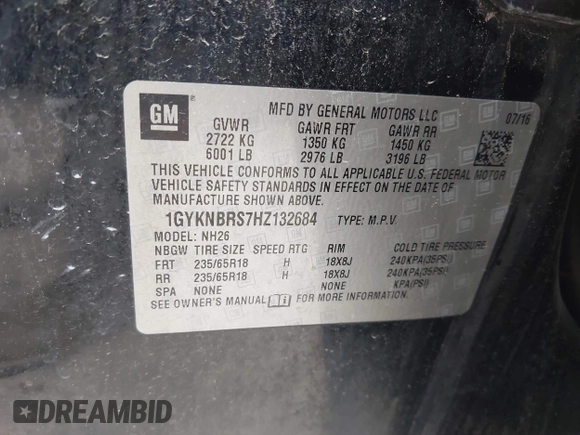 GM
MFD BY GENERAL MOTORS LLC
07/16
GVWR GAWR FRT GAWR RR
2722 KG 1350 KG 1450 KG
6001 LB 2976 LB 3196 LB
THIS VEHICLE CONFORMS TO ALL APPLICABLE U.S. FEDERAL MOTOR
VEHICLE SAFETY STANDARDS IN EFFECT ON THE DATE OF
MANUFACTURE SHOWN ABOVE.
1GYKNBRS7HZ132684 TYPE: M.P.V.
MODEL: NH26
NBGW TIRE SIZE SPEED RTG RIM COLD TIRE PRESSURE
FRT 235/65R18 H 18X8J 240KPA(35PSI)
RR 235/65R18 H 18X8J 240KPA(35PSI)
SPA NONE NONE KPA(PSI)
SEE OWNER'S MANUAL FOR MORE INFORMATION.
DREAMBID